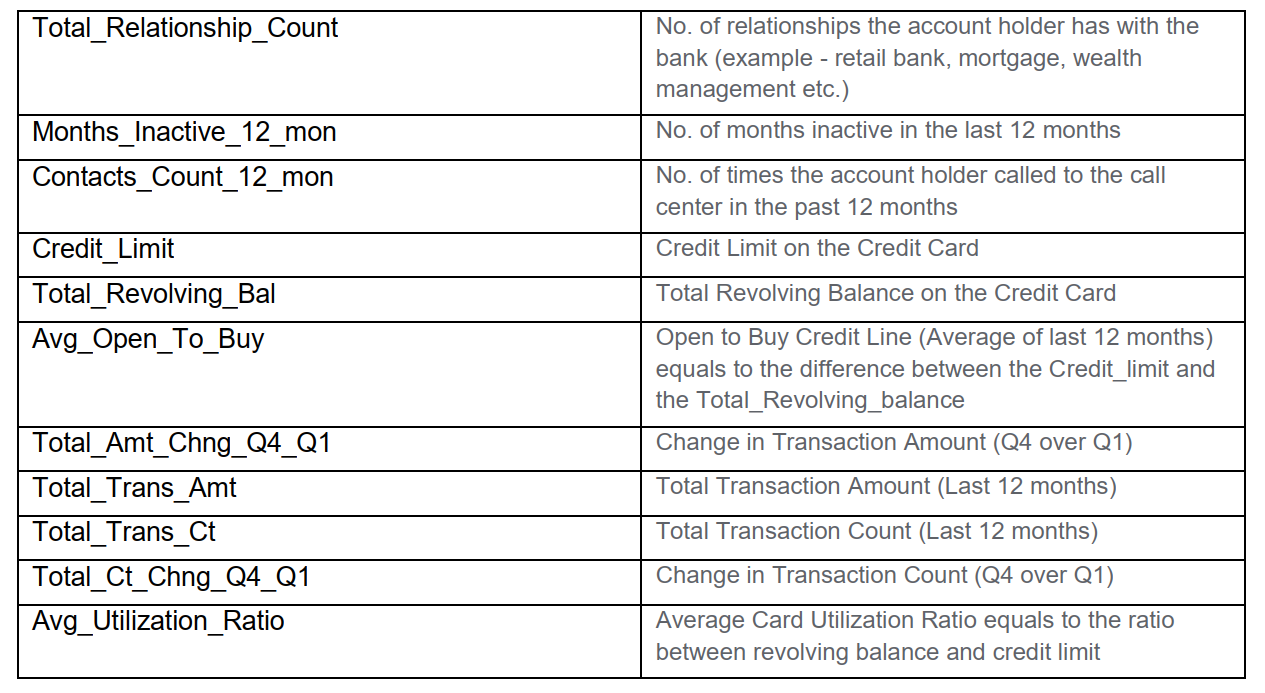 Total_Relationship_Count
No. of relationships the account holder has with the
bank (example - retail bank, mortgage, wealth
management etc.)
Months_Inactive_12_mon
No. of months inactive in the last 12 months
Contacts_Count_12_mon
No. of times the account holder called to the call
center in the past 12 months
Credit_Limit
Credit Limit on the Credit Card
Total_Revolving_Bal
Total Revolving Balance on the Credit Card
Avg_Open_To_Buy
Open to Buy Credit Line (Average of last 12 months)
equals to the difference between the Credit_limit and
the Total_Revolving_balance
Total_Amt_Chng_Q4_Q1
Change in Transaction Amount (Q4 over Q1)
Total_Trans_Amt
Total Transaction Amount (Last 12 months)
Total_Trans_Ct
Total Transaction Count (Last 12 months)
Total_Ct_Chng_Q4_Q1
Change in Transaction Count (Q4 over Q1)
Avg_Utilization_Ratio
Average Card Utilization Ratio equals to the ratio
between revolving balance and credit limit